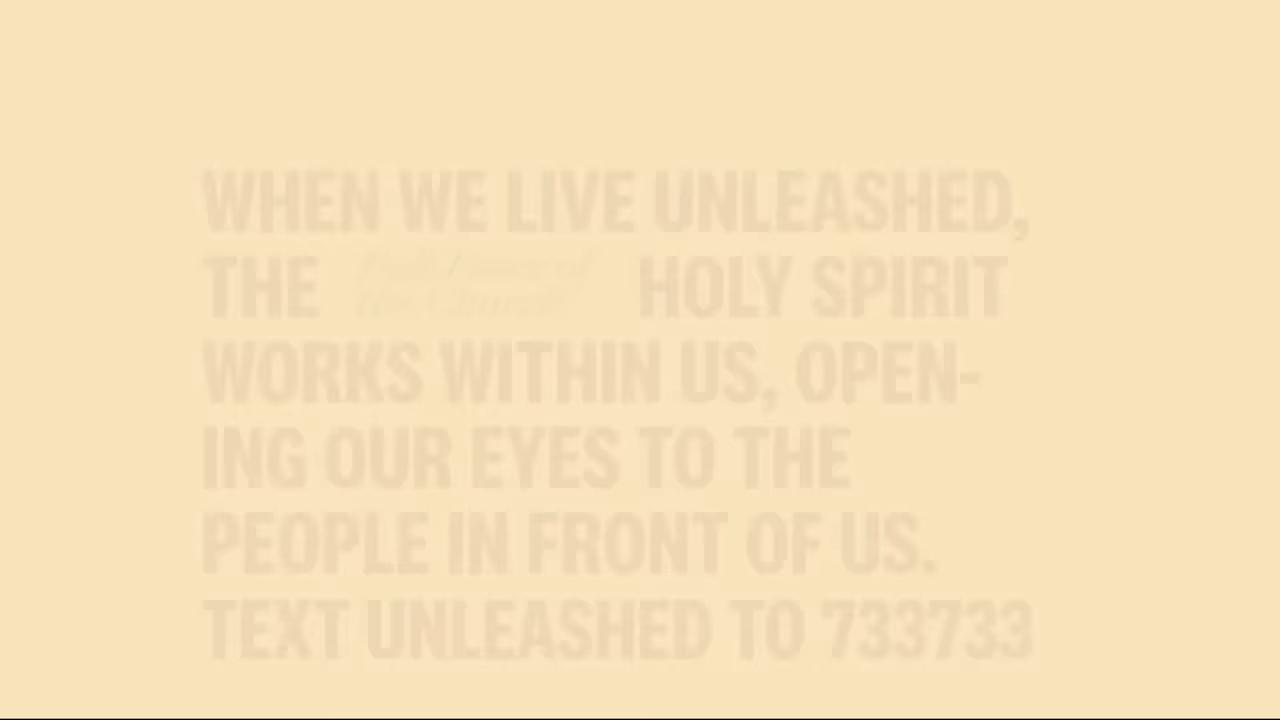 WHEN WE LIVE UNLEASHED,
THE HOLY SPIRIT
WORKS WITHIN US, OPEN-
ING OUR EYES TO THE
PEOPLE IN FRONT OF US.
TEXT UNLEASHED TO 733733